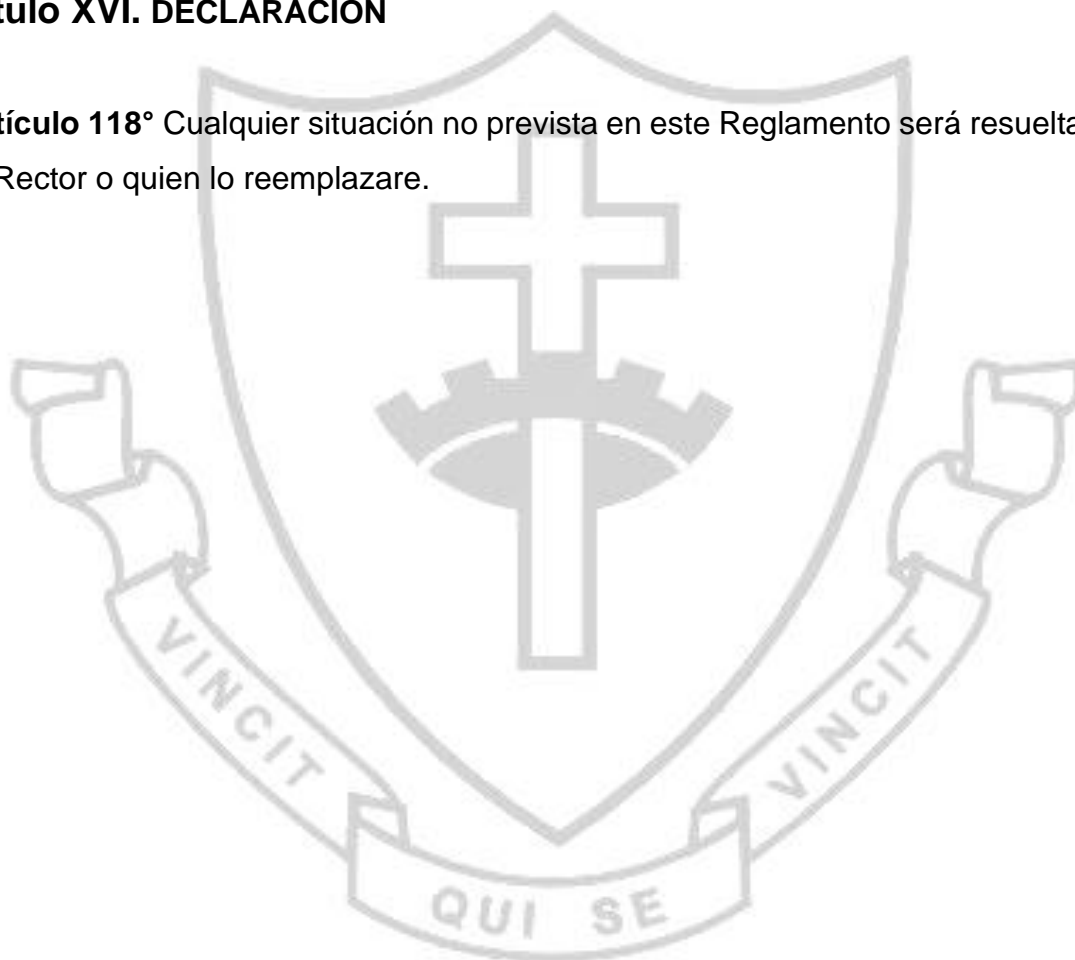 tulo XVI. DECLARACIÓN
tículo 118° Cualquier situación no prevista en este Reglamento será resuelta
Rector o quien lo reemplazare.
VINCIT
QUI SE
VINCIT